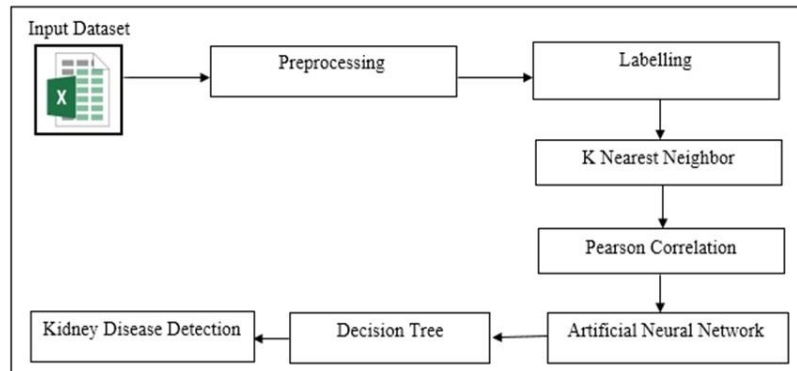 Input Dataset
X
Preprocessing
Labelling
K Nearest Neighbor
Pearson Correlation
Artificial Neural Network
Decision Tree
Kidney Disease Detection